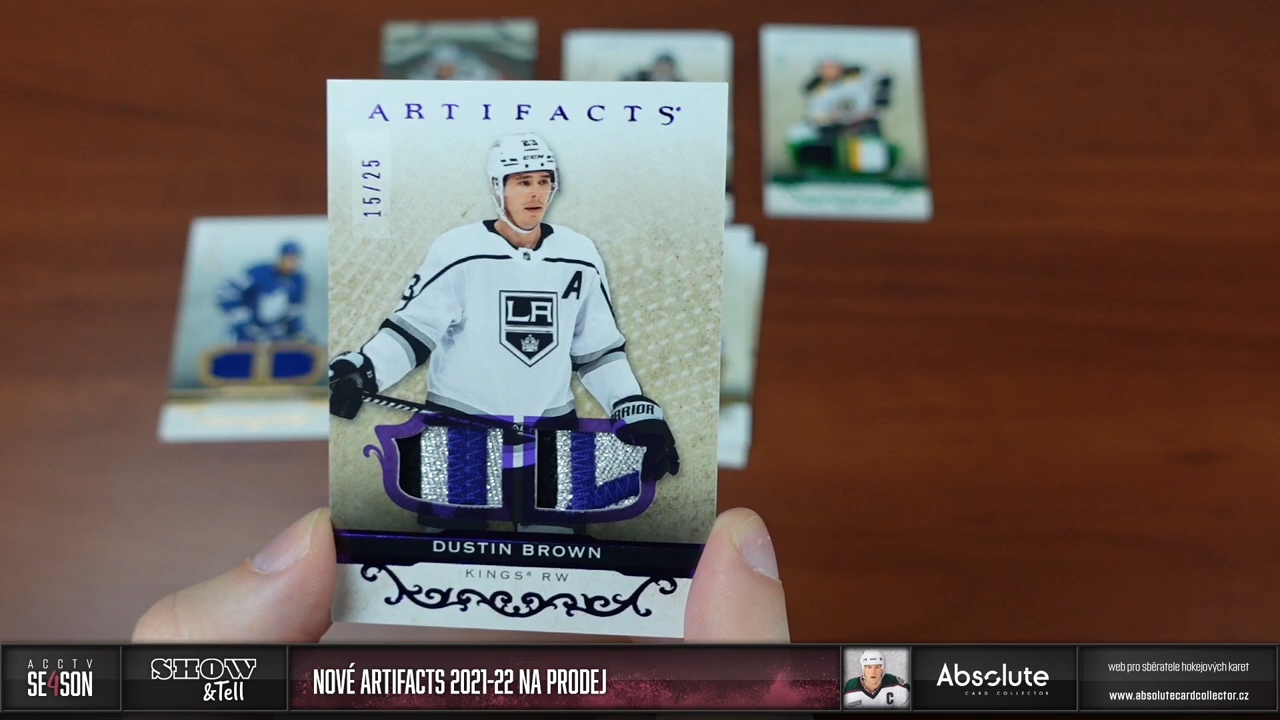 ARTIFACTS
15/25
23
CCM
3
A
LA
WARRIOR
DUSTIN BROWN
KINGS® RW
ACCTV
SE4SON
SHOW
&Tell
NOVÉ ARTIFACTS 2021-22 NA PRODEJ
C
Absolute
CARD COLLECTOR
web pro sběratele hokejových karet
www.absolutecardcollector.cz